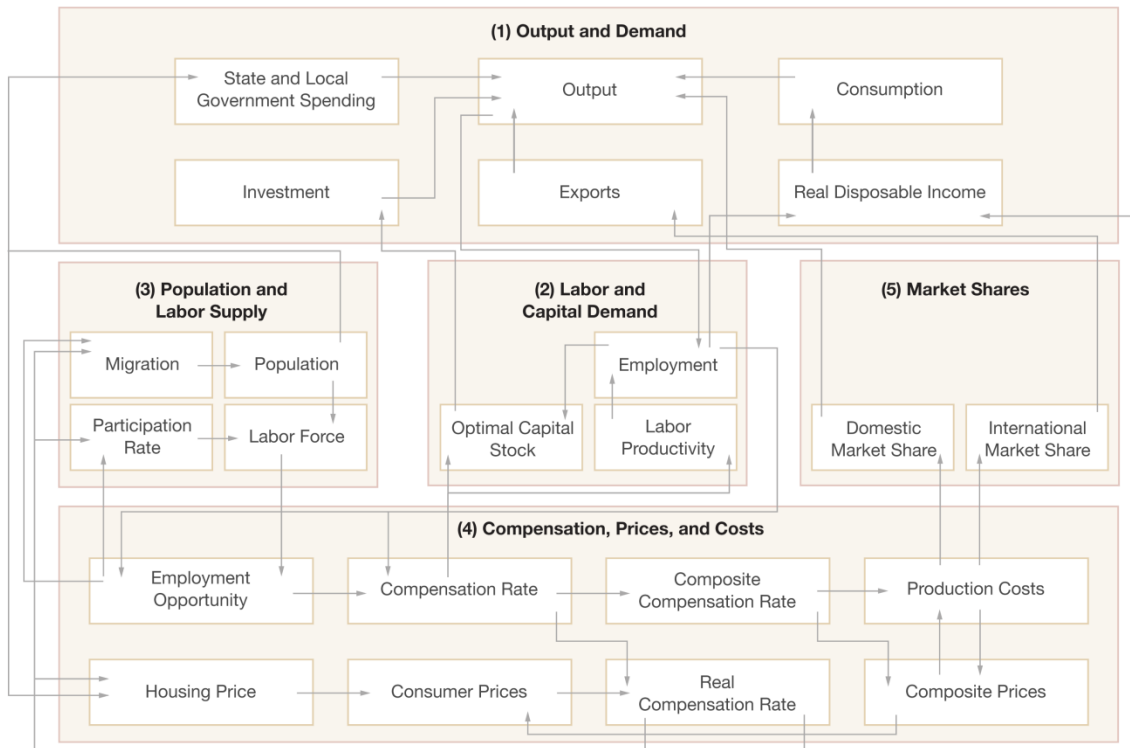 (1) Output and Demand
State and Local
Government Spending
Output
Consumption
Investment
Exports
Real Disposable Income
(3) Population and
Labor Supply
Migration
Population
Participation
Rate
Labor Force
(2) Labor and
Capital Demand
Employment
Optimal Capital
Stock
Labor
Productivity
(5) Market Shares
Domestic
Market Share
International
Market Share
(4) Compensation, Prices, and Costs
Employment
Opportunity
Compensation Rate
Composite
Compensation Rate
Production Costs
Housing Price
Consumer Prices
Real
Compensation Rate
Composite Prices